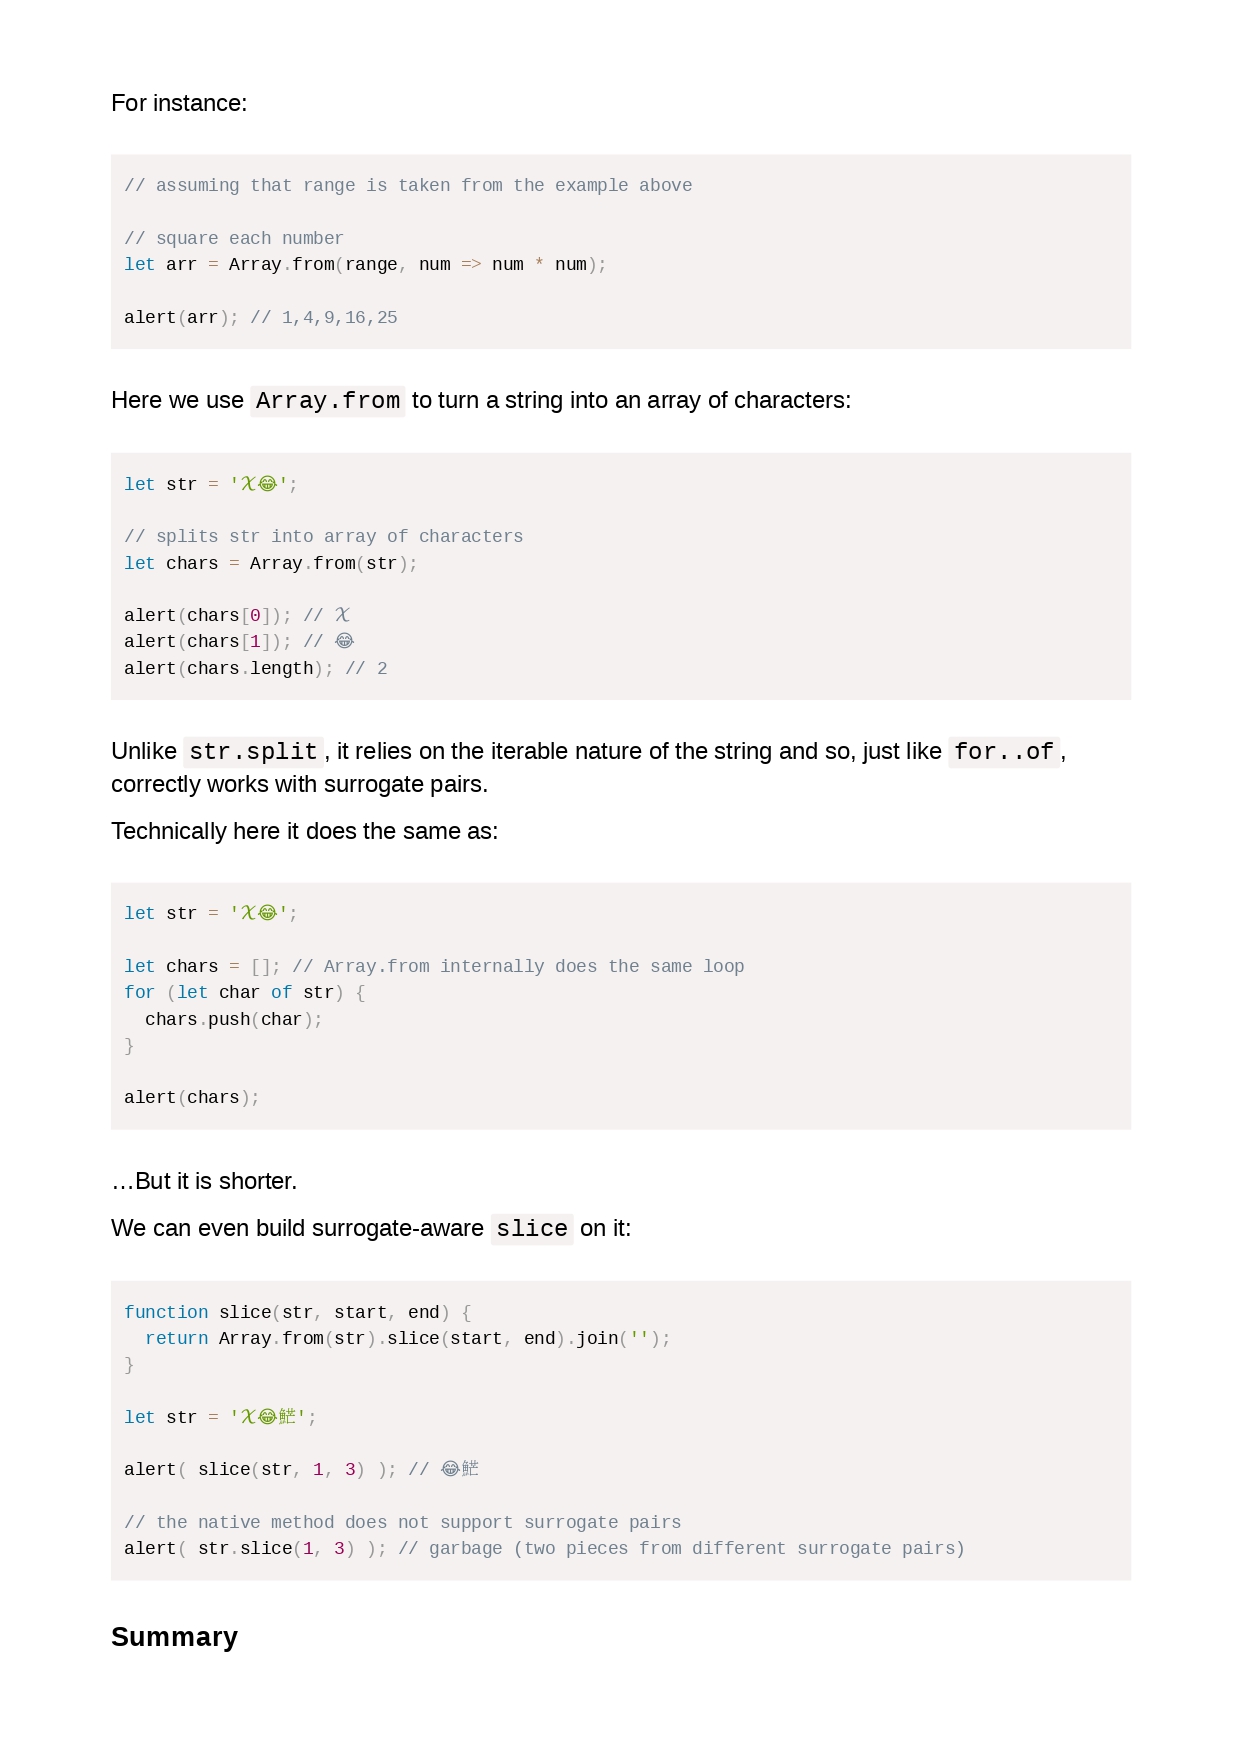 For instance:
// assuming that range is taken from the example above
// square each number
let arr = Array.from(range, num => num * num);
alert(arr); // 1,4,9,16,25
Here we use Array.from to turn a string into an array of characters:
let str = '𝒳😂';
// splits str into array of characters
let chars = Array.from(str);
alert(chars[0]); // 𝒳
alert(chars[1]); // 😂
alert(chars.length); // 2
Unlike str.split, it relies on the iterable nature of the string and so, just like for..of,
correctly works with surrogate pairs.
Technically here it does the same as:
let str = '𝒳😂';
let chars = []; // Array.from internally does the same loop
for (let char of str) {
  chars.push(char);
}
alert(chars);
…But it is shorter.
We can even build surrogate-aware slice on it:
function slice(str, start, end) {
  return Array.from(str).slice(start, end).join('');
}
let str = '𝒳😂𩷶';
alert( slice(str, 1, 3) ); // 😂𩷶
// the native method does not support surrogate pairs
alert( str.slice(1, 3) ); // garbage (two pieces from different surrogate pairs)
Summary